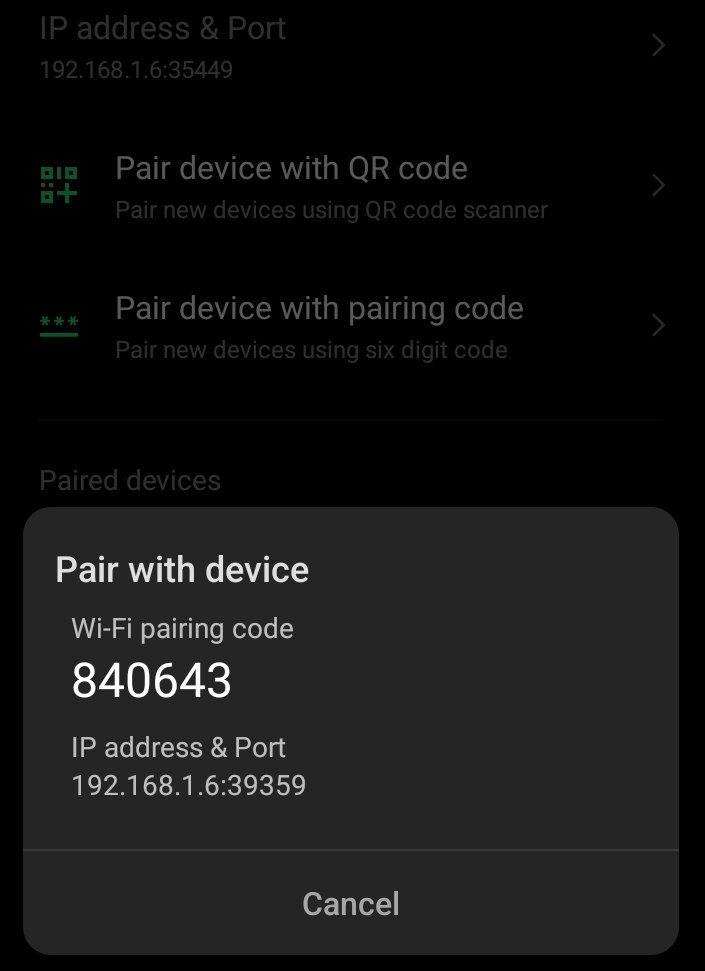 IP address & Port
192.168.1.6:35449
Pair device with QR code
Pair new devices using QR code scanner
***
Pair device with pairing code
Pair new devices using six digit code
Paired devices
Pair with device
Wi-Fi pairing code
840643
IP address & Port
192.168.1.6:39359
Cancel